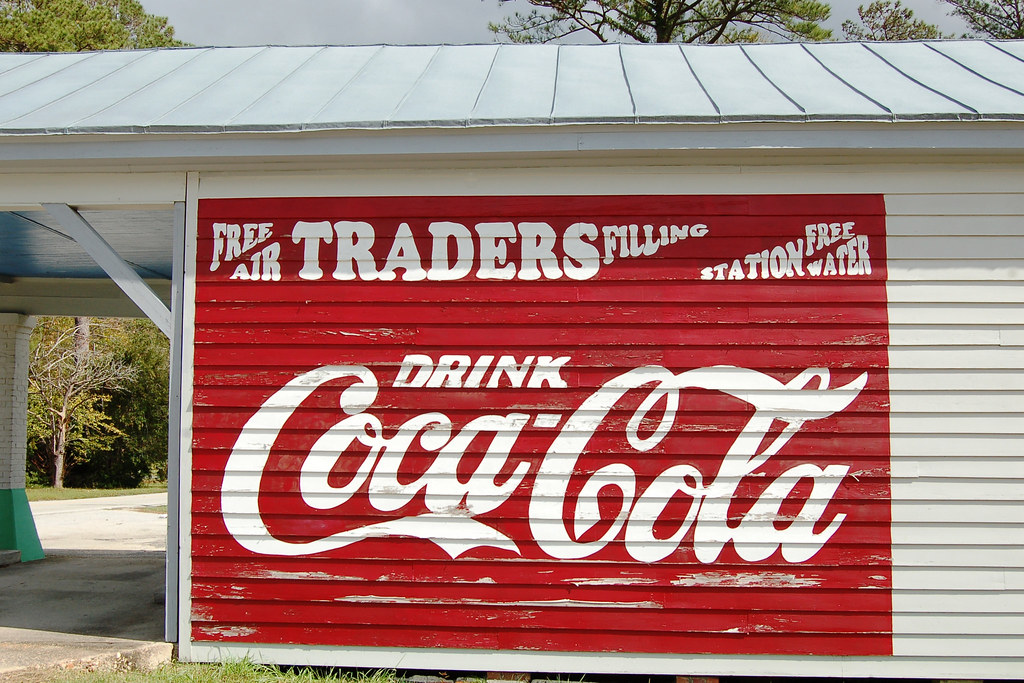 FREE AIR TRADERS FILLING STATION FREE WATER
DRINK
Coca-Cola